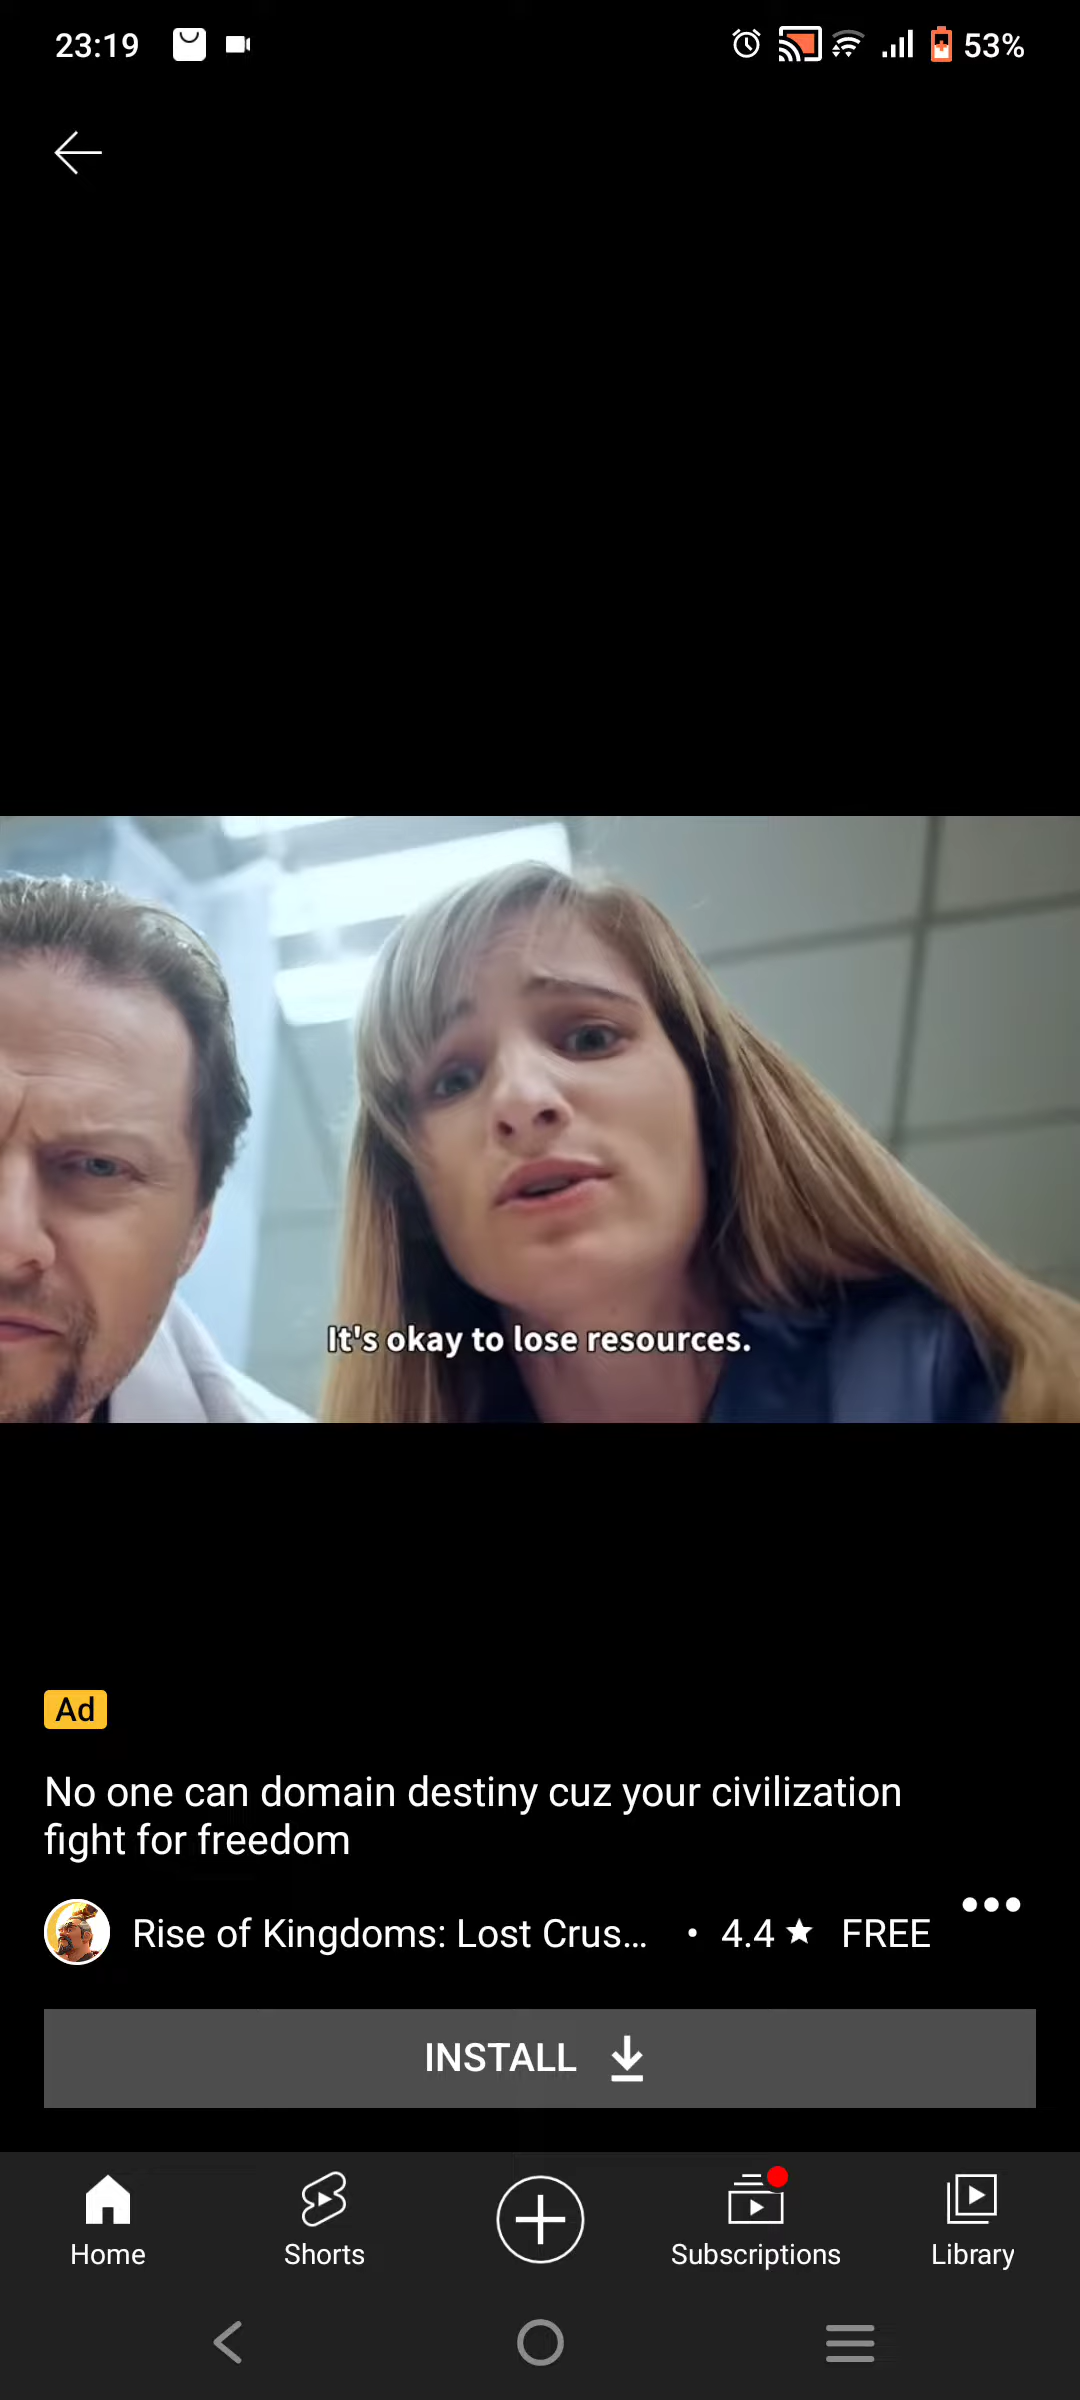 23:19
53%
It's okay to lose resources.
Ad
No one can domain destiny cuz your civilization
fight for freedom
Rise of Kingdoms: Lost Crus... • 4.4 ★ FREE
INSTALL
Home Shorts Subscriptions Library